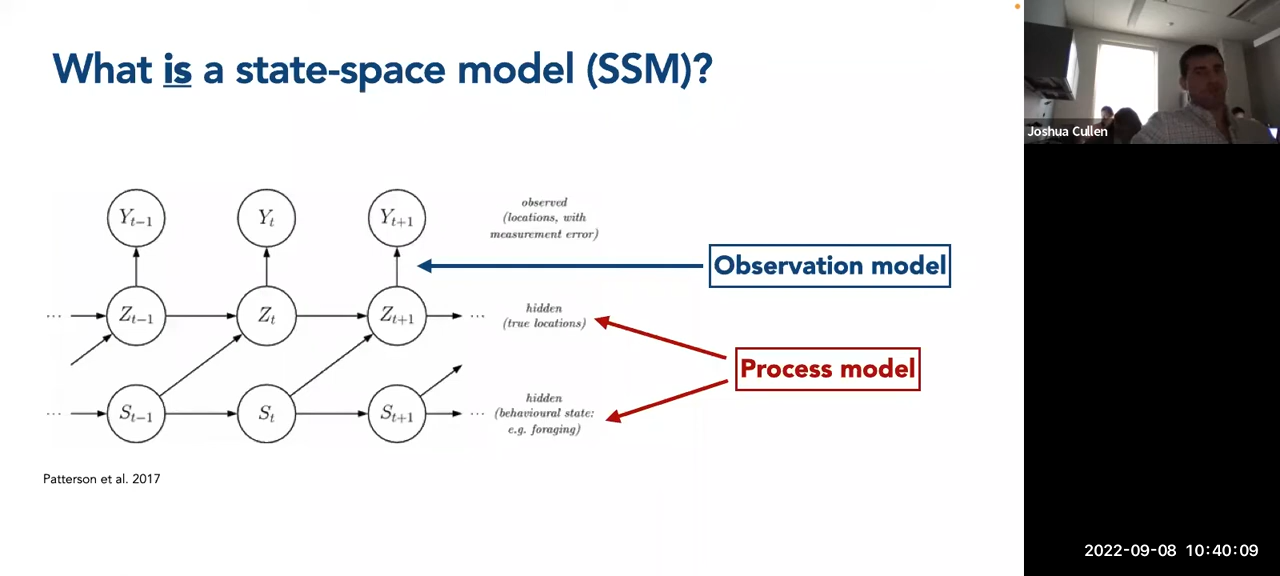 What is a state-space model (SSM)?
Joshua Cullen
Y_{t-1} Y_t Y_{t+1}
observed
(locations, with
measurement error)
Observation model
... Z_{t-1} Z_t Z_{t+1} ...
hidden
(true locations)
Process model
... S_{t-1} S_t S_{t+1} ...
hidden
(behavioural state:
e.g. foraging)
Patterson et al. 2017
2022-09-08 10:40:09